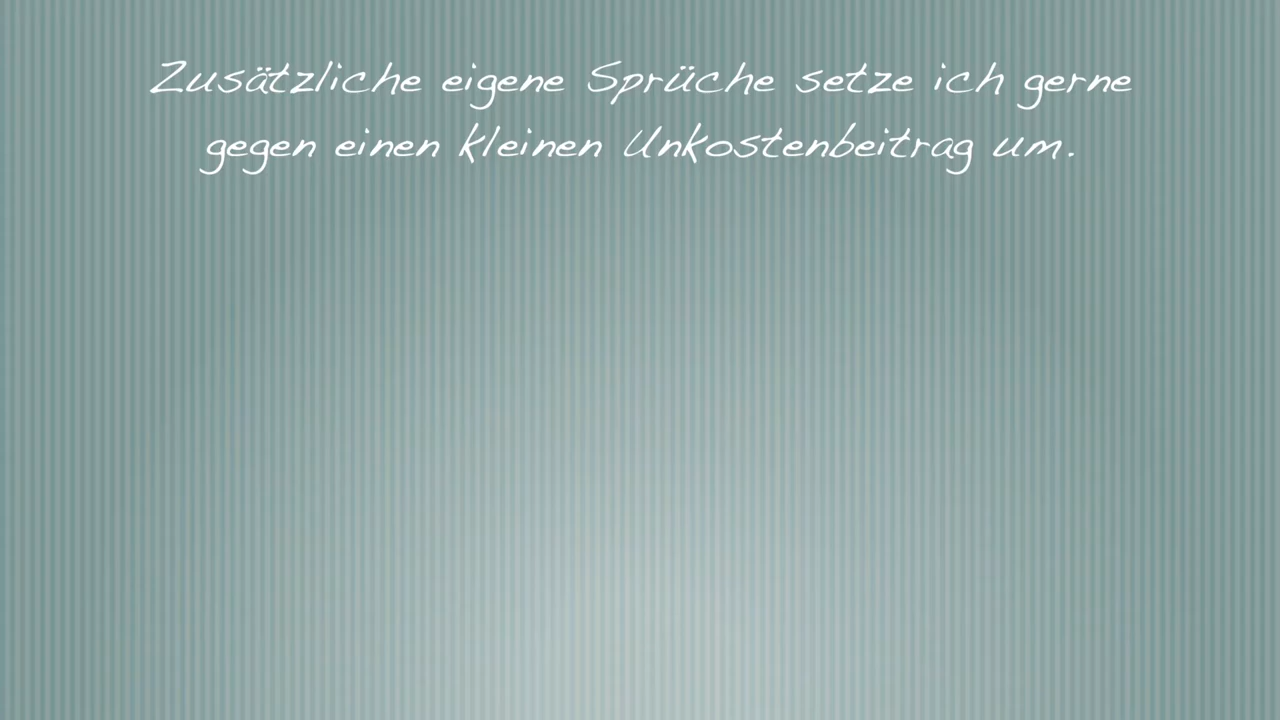 Zusätzliche eigene Sprüche setze ich gerne
gegen einen kleinen Unkostenbeitrag um.